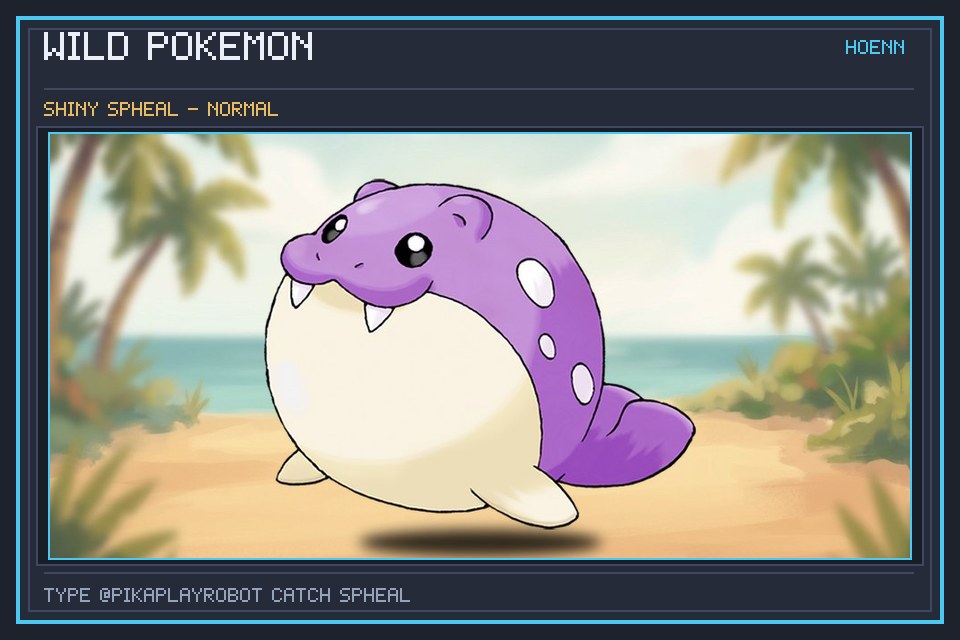 WILD POKEMON
HOENN
SHINY SPHEAL - NORMAL
TYPE @PIKAPLAYROBOT CATCH SPHEAL